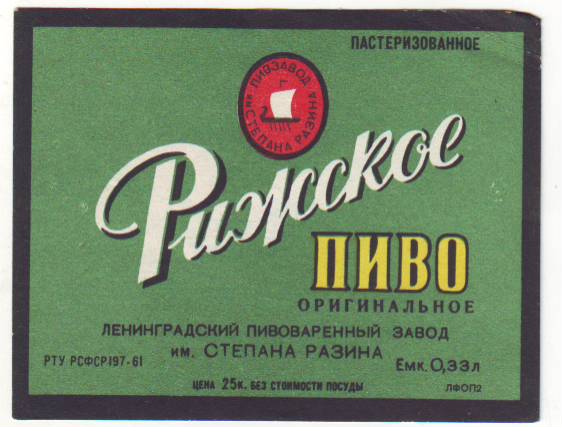 ПАСТЕРИЗОВАННОЕ
ПИВЗАВОД
им. СТЕПАНА РАЗИНА
Рижское
ПИВО
ОРИГИНАЛЬНОЕ
ЛЕНИНГРАДСКИЙ ПИВОВАРЕННЫЙ ЗАВОД
им. СТЕПАНА РАЗИНА
РТУ РСФСР197-61
Емк. 0,33л
ЦЕНА 25к. БЕЗ СТОИМОСТИ ПОСУДЫ
ЛФОП2